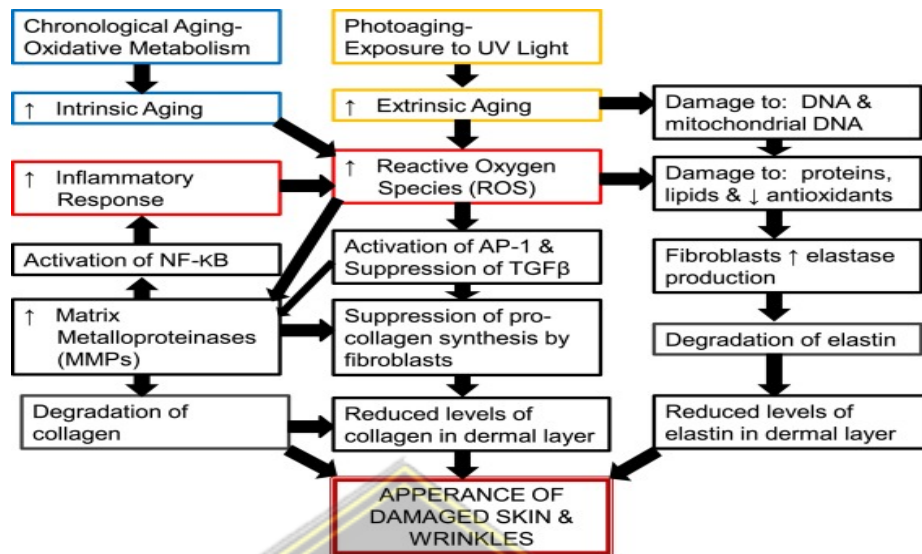 Chronological Aging-
Oxidative Metabolism
Photoaging-
Exposure to UV Light
↑ Intrinsic Aging
↑ Extrinsic Aging
Damage to: DNA &
mitochondrial DNA
↑ Inflammatory
Response
↑ Reactive Oxygen
Species (ROS)
Damage to: proteins,
lipids & ↓ antioxidants
Activation of NF-κB
Activation of AP-1 &
Suppression of TGFβ
Fibroblasts ↑ elastase
production
↑ Matrix
Metalloproteinases
(MMPs)
Suppression of pro-
collagen synthesis by
fibroblasts
Degradation of elastin
Degradation of
collagen
Reduced levels of
collagen in dermal layer
Reduced levels of
elastin in dermal layer
APPERANCE OF
DAMAGED SKIN &
WRINKLES